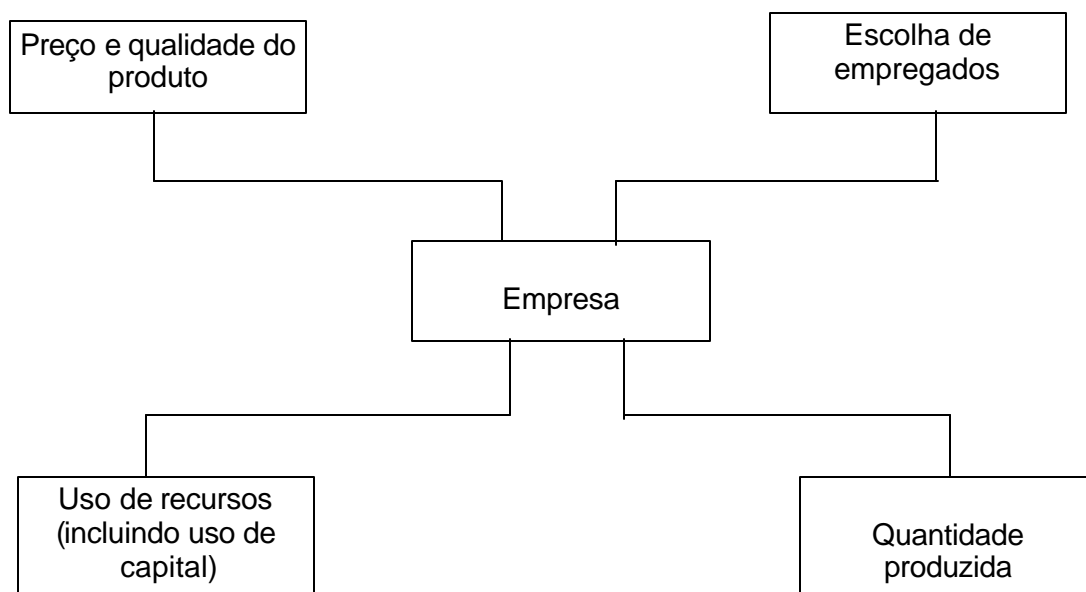 Preço e qualidade do
produto
Escolha de
empregados
Empresa
Uso de recursos
(incluindo uso de
capital)
Quantidade
produzida